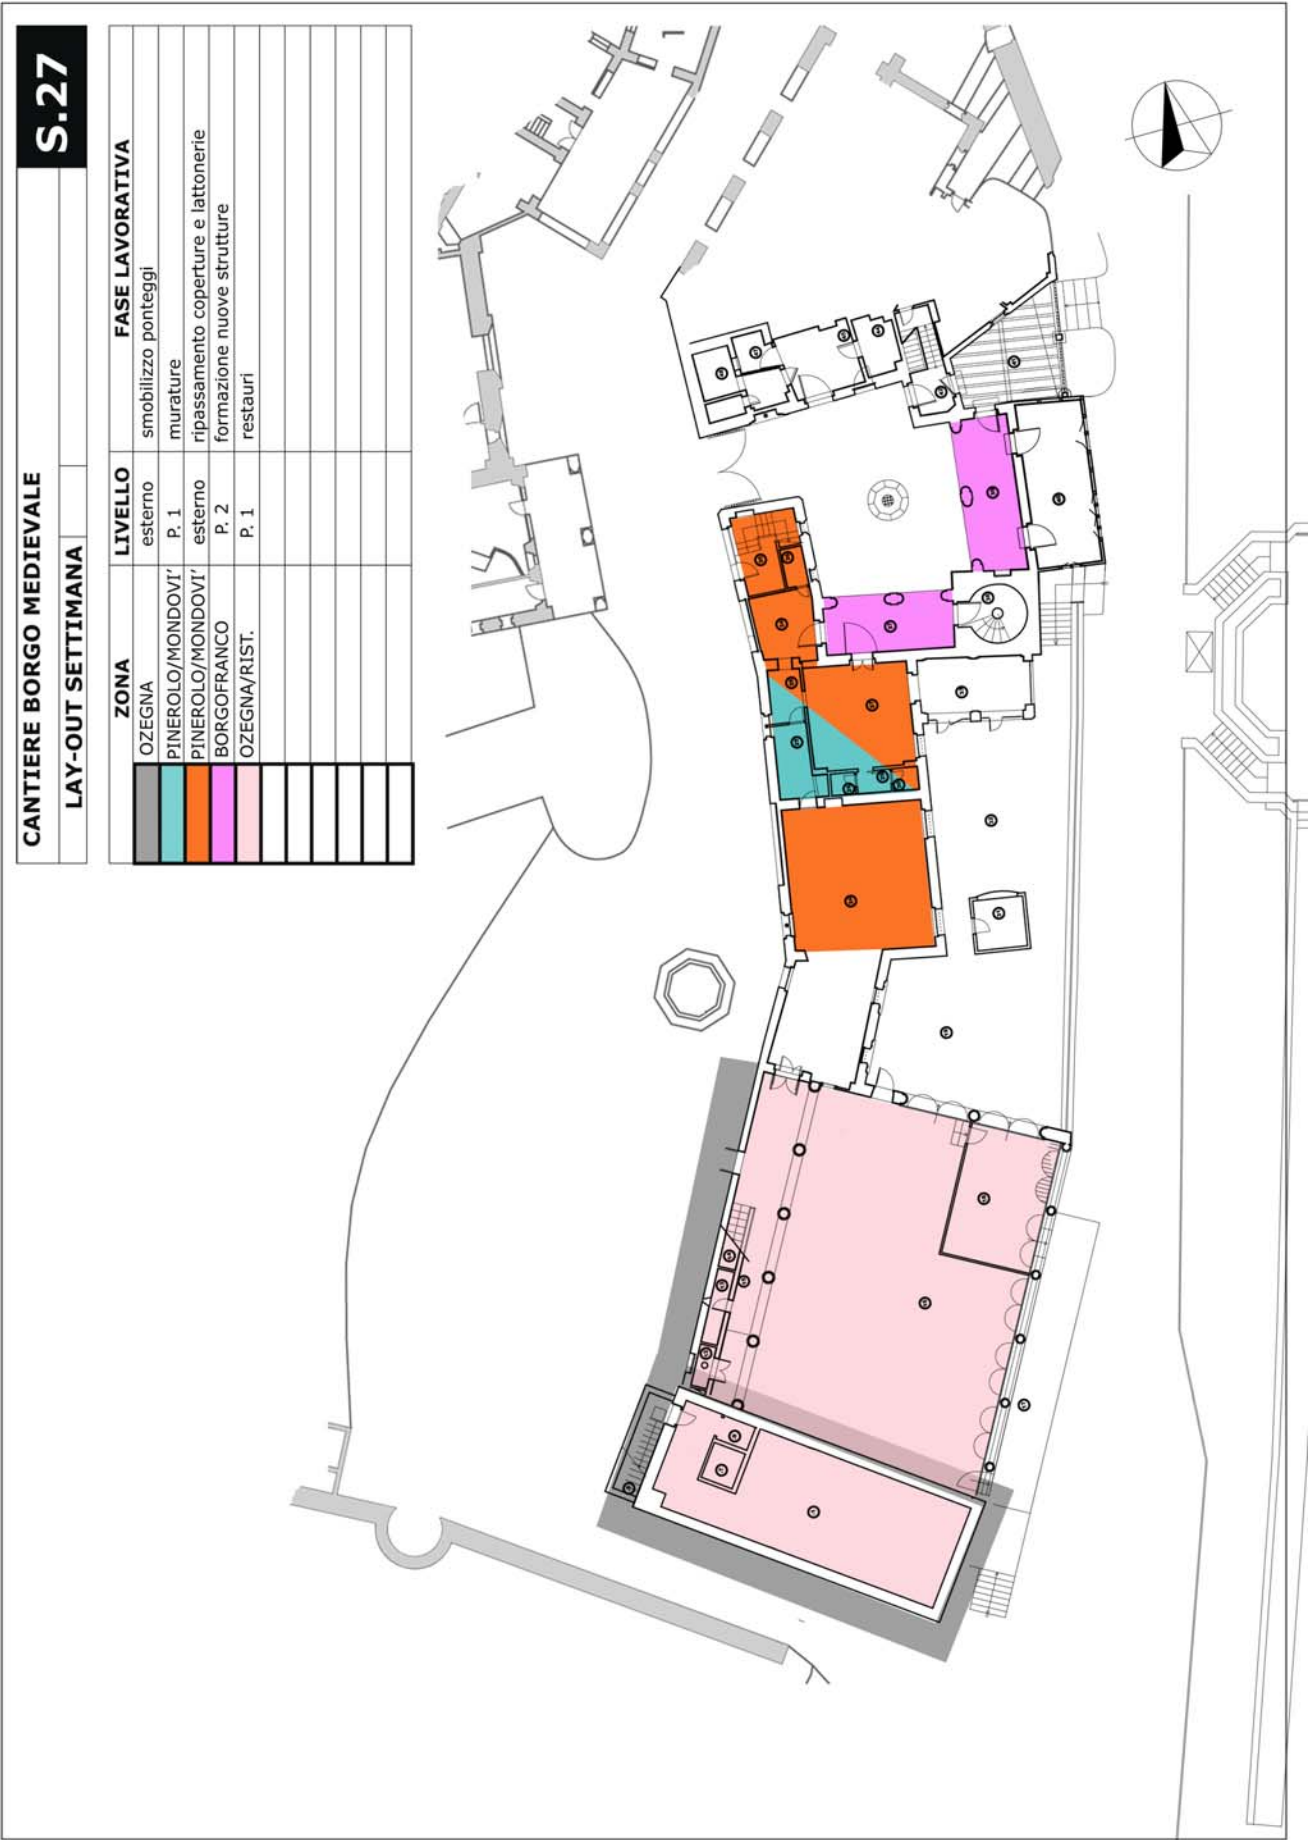 CANTIERE BORGO MEDIEVALE
S.27
LAY-OUT SETTIMANA
ZONA LIVELLO FASE LAVORATIVA
OZEGNA esterno smobilizzo ponteggi
PINEROLO/MONDOVI' P. 1 murature
PINEROLO/MONDOVI' esterno ripassamento coperture e lattonerie
BORGOFRANCO P. 2 formazione nuove strutture
OZEGNA/RIST. P. 1 restauri